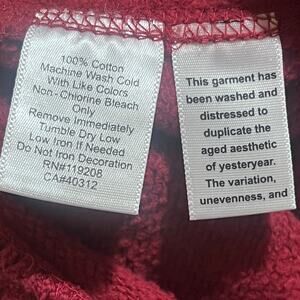 100% Cotton
Machine Wash Cold
With Like Colors
Non - Chlorine Bleach
Only
Remove Immediately
Tumble Dry Low
Low Iron If Needed
Do Not Iron Decoration
RN#119208
CA#40312
This garment has
been washed and
distressed to
duplicate the
aged aesthetic
of yesteryear.
The variation,
unevenness, and